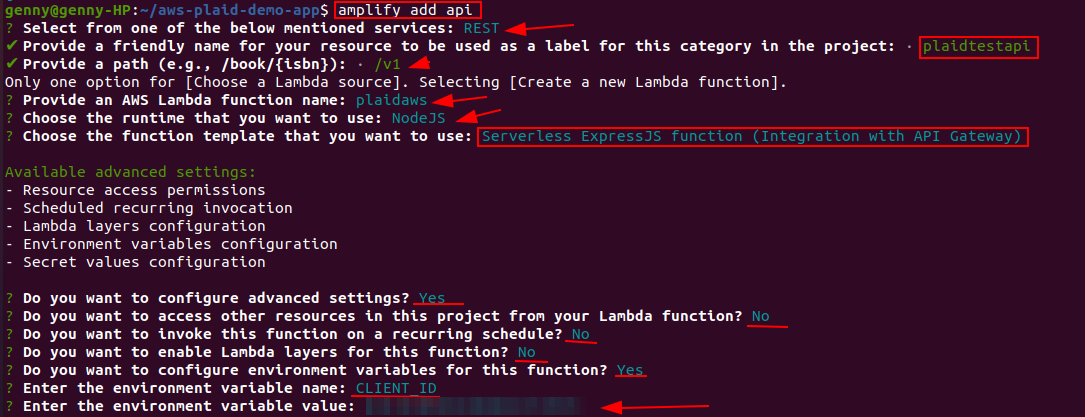 genny@genny-HP:~/aws-plaid-demo-app$ amplify add api
? Select from one of the below mentioned services: REST
✔ Provide a friendly name for your resource to be used as a label for this category in the project: · plaidtestapi
✔ Provide a path (e.g., /book/{isbn}): · /v1
Only one option for [Choose a Lambda source]. Selecting [Create a new Lambda function].
? Provide an AWS Lambda function name: plaidaws
? Choose the runtime that you want to use: NodeJS
? Choose the function template that you want to use: Serverless ExpressJS function (Integration with API Gateway)
Available advanced settings:
- Resource access permissions
- Scheduled recurring invocation
- Lambda layers configuration
- Environment variables configuration
- Secret values configuration
? Do you want to configure advanced settings? Yes
? Do you want to access other resources in this project from your Lambda function? No
? Do you want to invoke this function on a recurring schedule? No
? Do you want to enable Lambda layers for this function? No
? Do you want to configure environment variables for this function? Yes
? Enter the environment variable name: CLIENT_ID
? Enter the environment variable value: